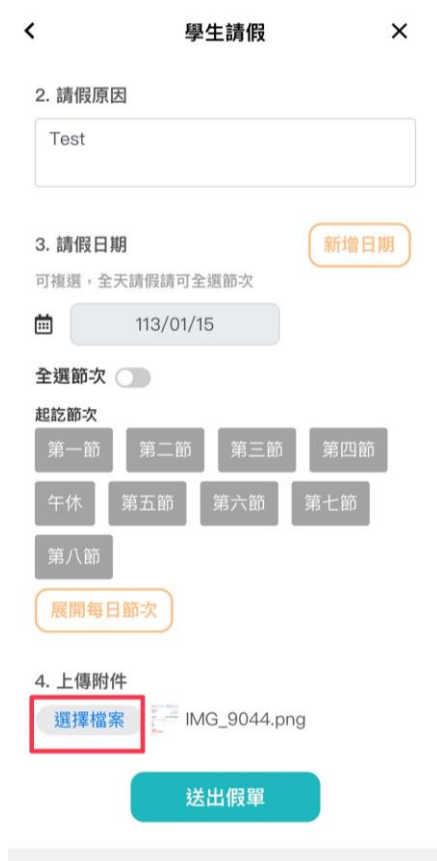 學生請假
2. 請假原因
Test
3. 請假日期 新增日期
可複選，全天請假請可全選節次
113/01/15
全選節次
起訖節次
第一節 第二節 第三節 第四節
午休 第五節 第六節 第七節
第八節
展開每日節次
4. 上傳附件
選擇檔案 IMG_9044.png
送出假單